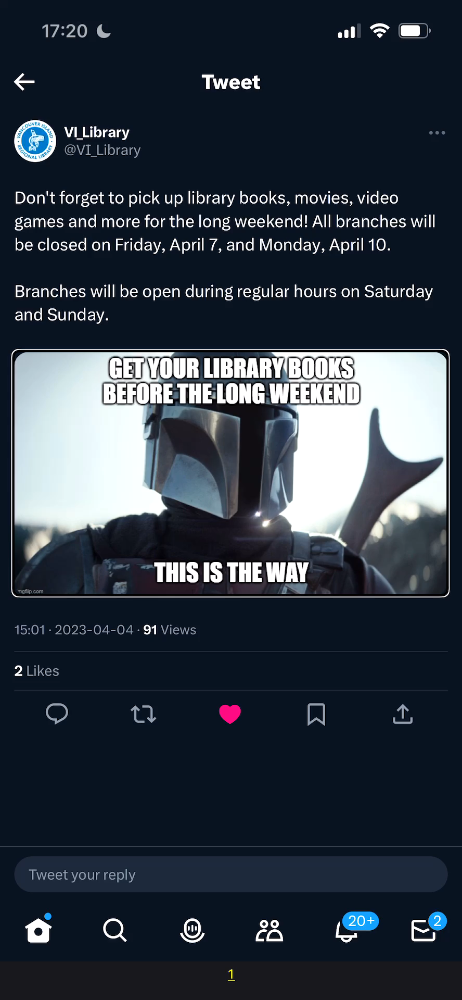 17:20
Tweet
VANCOUVER ISLAND
REGIONAL LIBRARY
VI_Library
@VI_Library
Don't forget to pick up library books, movies, video
games and more for the long weekend! All branches will
be closed on Friday, April 7, and Monday, April 10.
Branches will be open during regular hours on Saturday
and Sunday.
GET YOUR LIBRARY BOOKS
BEFORE THE LONG WEEKEND
THIS IS THE WAY
mgflip.com
15:01 · 2023-04-04 · 91 Views
2 Likes
Tweet your reply
20+
2
1